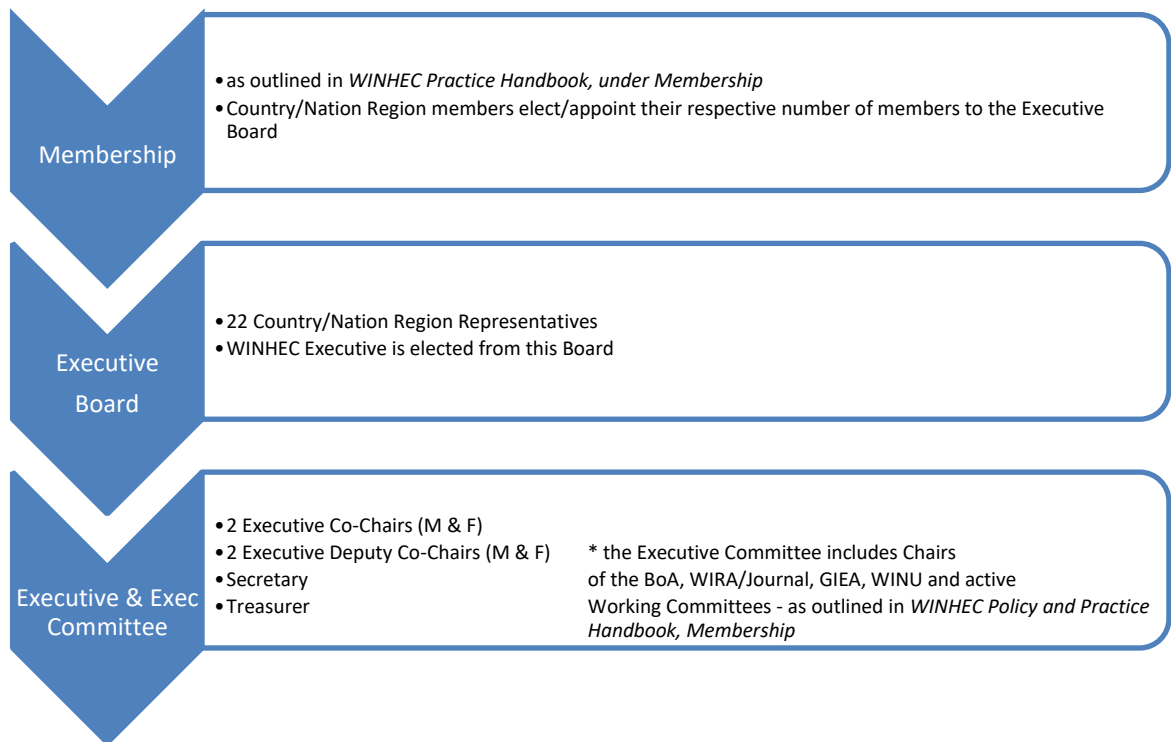 Membership
•as outlined in WINHEC Practice Handbook, under Membership
•Country/Nation Region members elect/appoint their respective number of members to the Executive
Board
Executive
Board
•22 Country/Nation Region Representatives
•WINHEC Executive is elected from this Board
Executive & Exec
Committee
•2 Executive Co-Chairs (M & F)
•2 Executive Deputy Co-Chairs (M & F)
•Secretary
•Treasurer
* the Executive Committee includes Chairs
of the BoA, WIRA/Journal, GIEA, WINU and active
Working Committees - as outlined in WINHEC Policy and Practice
Handbook, Membership